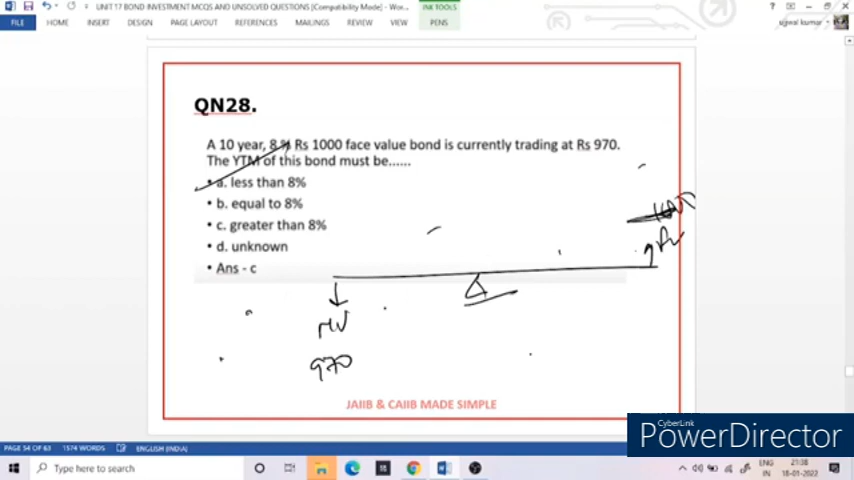 UNIT 17 BOND INVESTMENT MCQS AND UNSOLVED QUESTIONS [Compatibility Mode] - Wor...
INK TOOLS
FILE HOME INSERT DESIGN PAGE LAYOUT REFERENCES MAILINGS REVIEW VIEW PENS
ujjwal kumar
QN28.
A 10 year, 8 % Rs 1000 face value bond is currently trading at Rs 970.
The YTM of this bond must be......
• a. less than 8%
• b. equal to 8%
• c. greater than 8%
• d. unknown
• Ans - c
MV
970
JAIIB & CAIIB MADE SIMPLE
CyberLink
PowerDirector
PAGE 54 OF 63 1574 WORDS ENGLISH (INDIA)
Type here to search
ENG
IN
21:38
18-01-2022